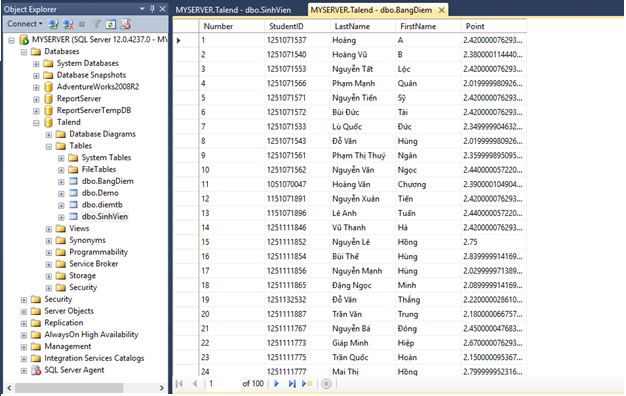 Object Explorer
Connect
MYSERVER (SQL Server 12.0.4237.0 - M
Databases
System Databases
Database Snapshots
AdventureWorks2008R2
ReportServer
ReportServerTempDB
Talend
Database Diagrams
Tables
System Tables
FileTables
dbo.BangDiem
dbo.Demo
dbo.diemtb
dbo.SinhVien
Views
Synonyms
Programmability
Service Broker
Storage
Security
Security
Server Objects
Replication
AlwaysOn High Availability
Management
Integration Services Catalogs
SQL Server Agent
MYSERVER.Talend - dbo.SinhVien MYSERVER.Talend - dbo.BangDiem
Number StudentID LastName FirstName Point
1 1251071537 Hoàng A 2.420000076293...
2 1251071540 Hoàng Vũ B 2.380000114440...
3 1251071553 Nguyễn Tất Lộc 2.420000076293...
4 1251071566 Phạm Mạnh Quán 2.019999980926...
5 1251071571 Nguyễn Tiến Sỹ 2.420000076293...
6 1251071572 Bùi Đức Tài 2.420000076293...
7 1251071533 Lù Quốc Đức 2.349999904632...
8 1251071543 Đỗ Văn Hùng 2.019999980926...
9 1251071561 Phạm Thị Thuý Ngân 2.359999895095...
10 1251071562 Nguyễn Văn Ngọc 2.440000057220...
11 1051070047 Hoàng Văn Chương 2.390000104904...
12 1151071891 Nguyễn Xuân Tiến 2.420000076293...
13 1151071896 Lê Anh Tuấn 2.440000057220...
14 1251111846 Vũ Thanh Hà 2.420000076293...
15 1251111852 Nguyễn Lê Hồng 2.75
16 1251111854 Bùi Thế Hùng 2.839999914169...
17 1251111856 Nguyễn Mạnh Hùng 2.029999971389...
18 1251111865 Đặng Ngọc Minh 2.089999914169...
19 1251132532 Đỗ Văn Thắng 2.220000028610...
20 1251111887 Trần Văn Trung 2.180000066757...
21 1251111767 Nguyễn Bá Đông 2.450000047683...
22 1251111773 Giáp Minh Hiệp 2.670000076293...
23 1251111775 Trần Quốc Hoàn 2.150000095367...
24 1251111777 Mai Thị Hồng 2.799999952316...
1 of 100